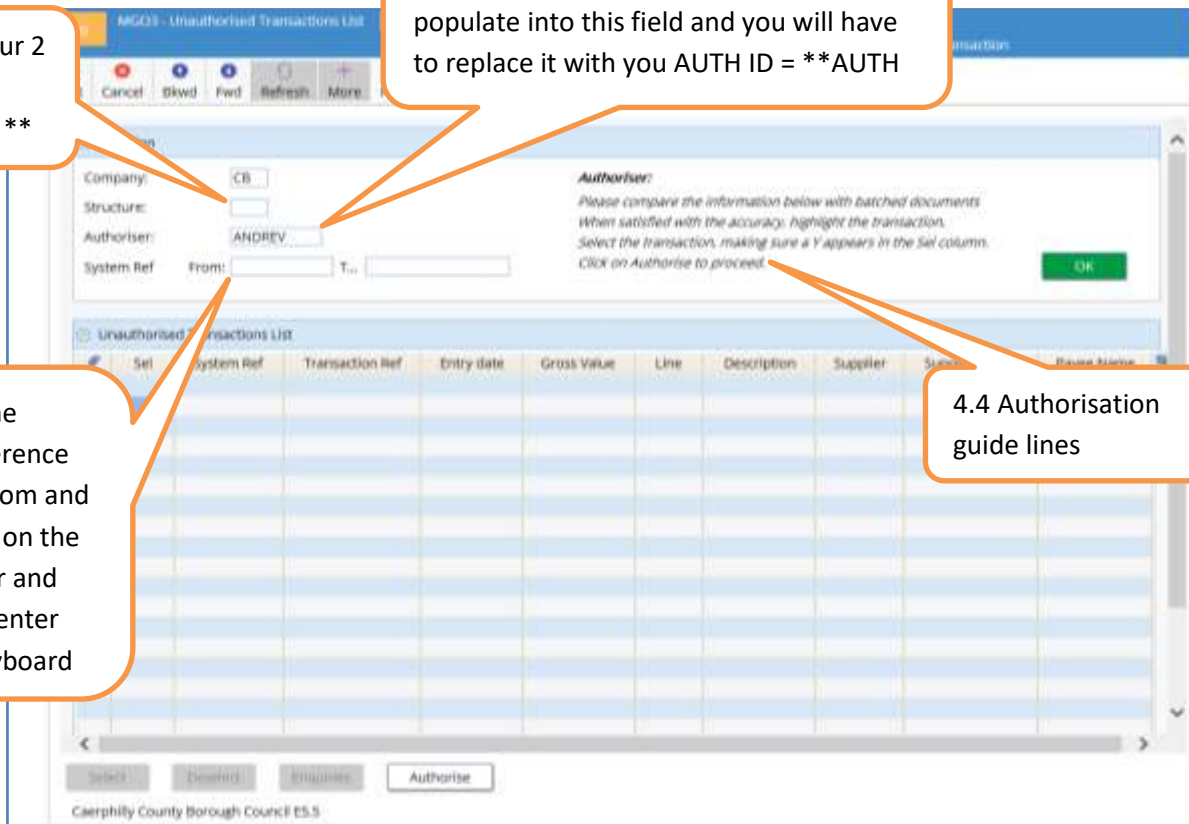 MGO3 - Unauthorised Transactions List
populate into this field and you will have
to replace it with you AUTH ID = **AUTH
ur 2
**
Cancel Bkwd Fwd Refresh More
Company: CB
Structure:
Authoriser: ANDREV
System Ref From: T...
Authoriser:
Please compare the information below with batched documents
When satisfied with the accuracy, highlight the transaction,
Select the transaction, making sure a Y appears in the Sel column.
Click on Authorise to proceed.
OK
Unauthorised Transactions List
Sel System Ref Transaction Ref Entry date Gross Value Line Description Supplier Payee Name
4.4 Authorisation
guide lines
ne
erence
om and
on the
r and
enter
board
Select Deselect Enquiries Authorise
Caerphilly County Borough Council E5.5